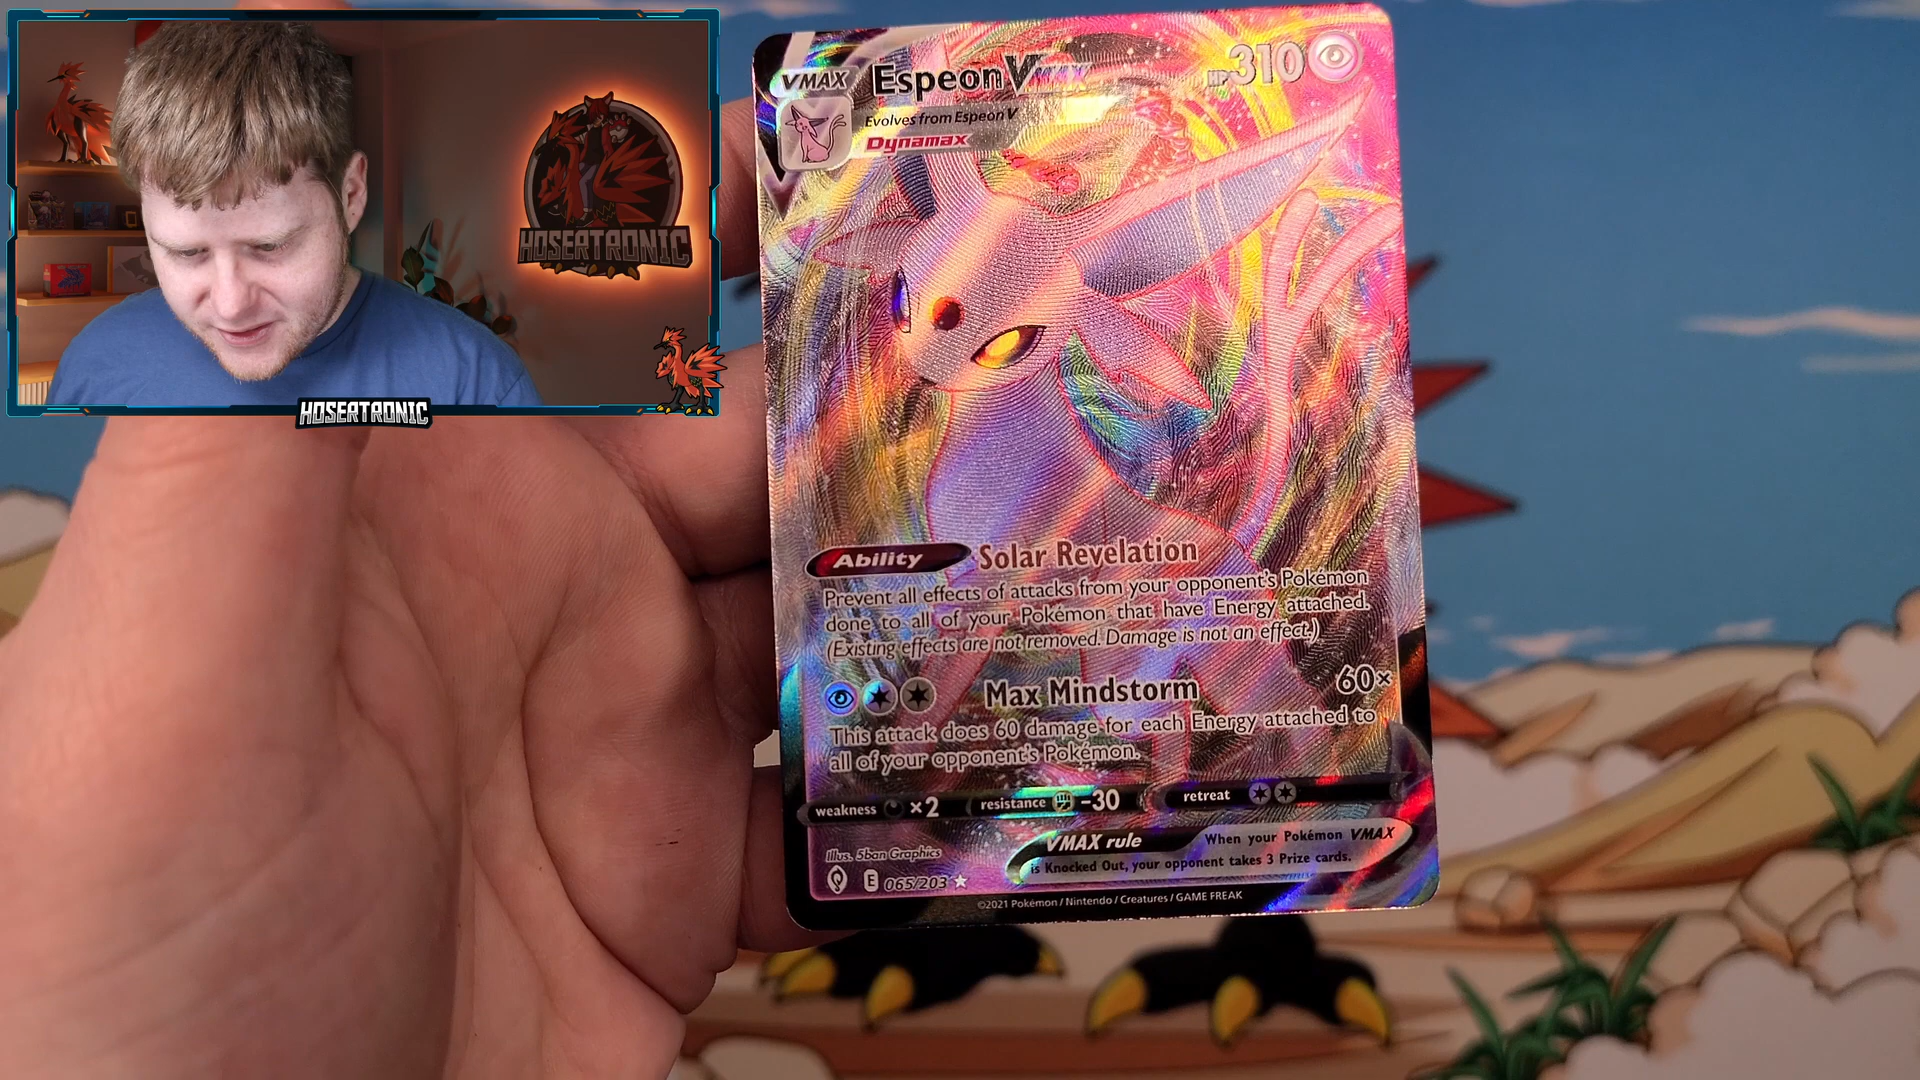 HOSERTRONIC
HOSERTRONIC
VMAX EspeonVMAX HP310
Evolves from Espeon V
Dynamax
Ability Solar Revelation
Prevent all effects of attacks from your opponent's Pokémon
done to all of your Pokémon that have Energy attached.
(Existing effects are not removed. Damage is not an effect.)
Max Mindstorm 60×
This attack does 60 damage for each Energy attached to
all of your opponent's Pokémon.
weakness ×2 resistance -30 retreat
VMAX rule When your Pokémon VMAX
is Knocked Out, your opponent takes 3 Prize cards.
Illus. 5ban Graphics
E 065/203
©2021 Pokémon / Nintendo / Creatures / GAME FREAK